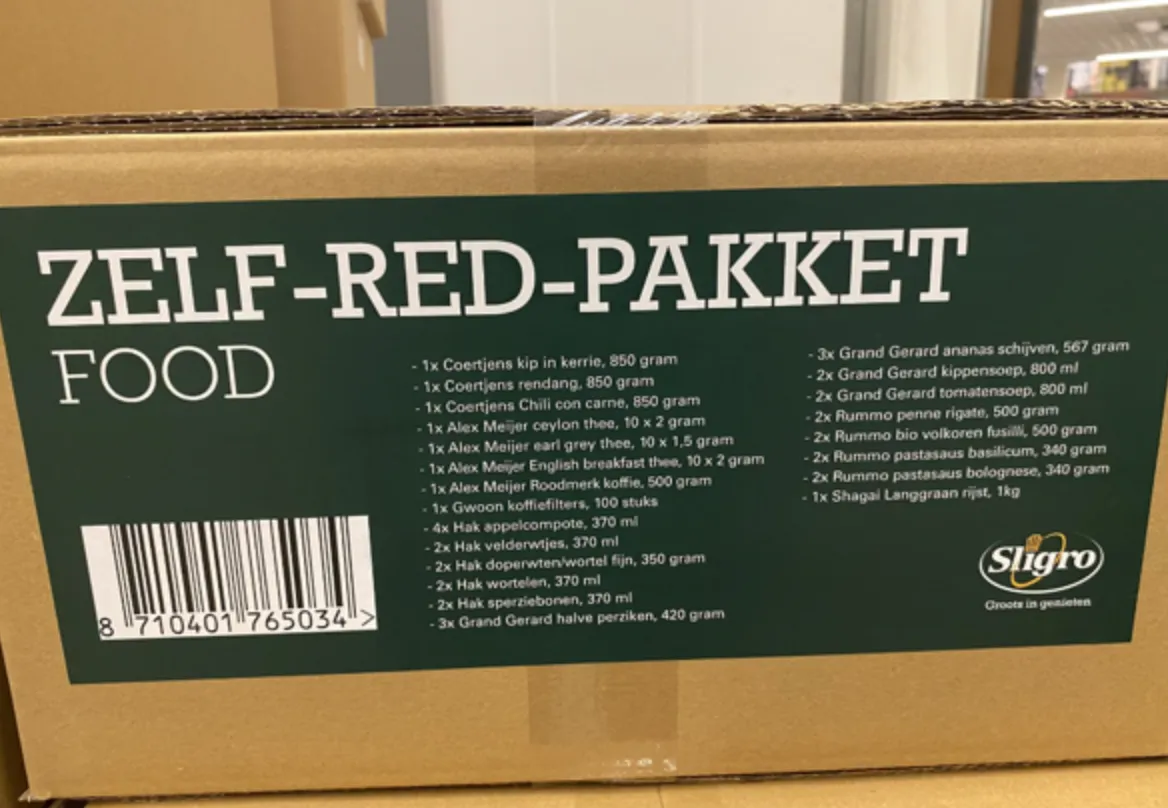 ZELF-RED-PAKKET
FOOD
- 1x Coertjens kip in kerrie, 850 gram
- 1x Coertjens rendang, 850 gram
- 1x Coertjens Chili con carne, 850 gram
- 1x Alex Meijer ceylon thee, 10 x 2 gram
- 1x Alex Meijer earl grey thee, 10 x 1,5 gram
- 1x Alex Meijer English breakfast thee, 10 x 2 gram
- 1x Alex Meijer Roodmerk koffie, 500 gram
- 1x Gwoon koffiefilters, 100 stuks
- 4x Hak appelcompote, 370 ml
- 2x Hak velderwtjes, 370 ml
- 2x Hak doperwten/wortel fijn, 350 gram
- 2x Hak wortelen, 370 ml
- 2x Hak sperziebonen, 370 ml
- 3x Grand Gerard halve perziken, 420 gram
- 3x Grand Gerard ananas schijven, 567 gram
- 2x Grand Gerard kippensoep, 800 ml
- 2x Grand Gerard tomatensoep, 800 ml
- 2x Rummo penne rigate, 500 gram
- 2x Rummo bio volkoren fusilli, 500 gram
- 2x Rummo pastasaus basilicum, 340 gram
- 2x Rummo pastasaus bolognese, 340 gram
- 1x Shagai Langgraan rijst, 1kg
8 710401 765034 >
Sligro
Groots in genieten